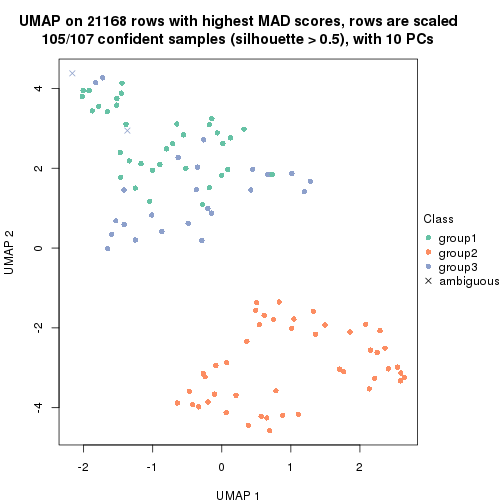 UMAP on 21168 rows with highest MAD scores, rows are scaled
105/107 confident samples (silhouette > 0.5), with 10 PCs
4
2
0
-2
-4
UMAP 2
-2
-1
0
1
2
UMAP 1
Class
group1
group2
group3
ambiguous